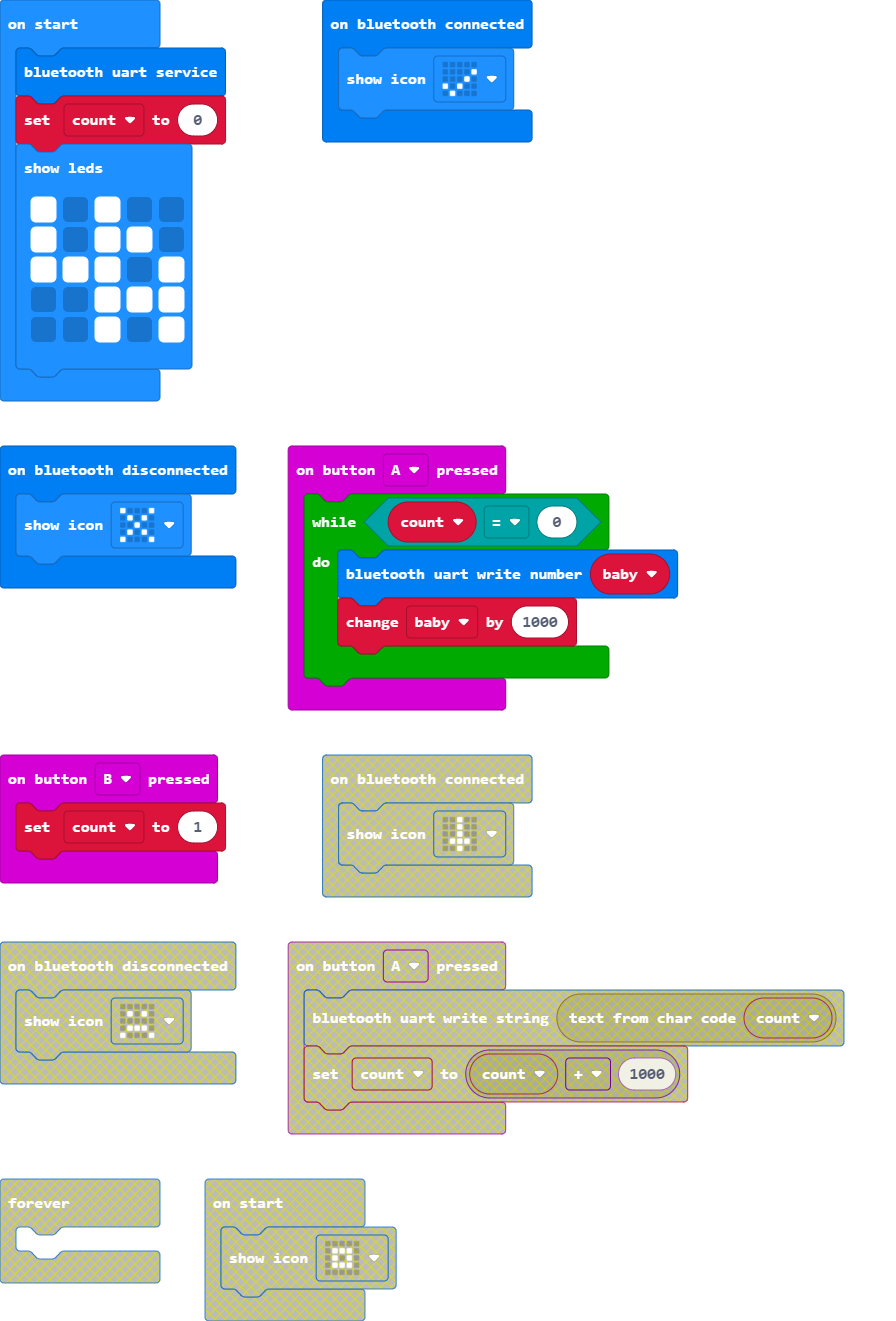 on start
bluetooth uart service
set count to 0
show leds
on bluetooth connected
show icon
on bluetooth disconnected
show icon
on button A pressed
while count = 0
do
bluetooth uart write number baby
change baby by 1000
on button B pressed
set count to 1
on bluetooth connected
show icon
on bluetooth disconnected
show icon
on button A pressed
bluetooth uart write string text from char code count
set count to count + 1000
forever
on start
show icon